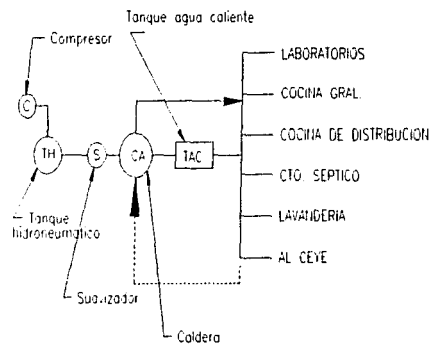 Tanque agua caliente
Compresor
LABORATORIOS
COCINA GRAL.
C
COCINA DE DISTRIBUCION
TH
S
CA
TAC
CTO. SEPTICO
LAVANDERIA
Tanque
hidroneumatico
AL CEYE
Suavizador
Caldera